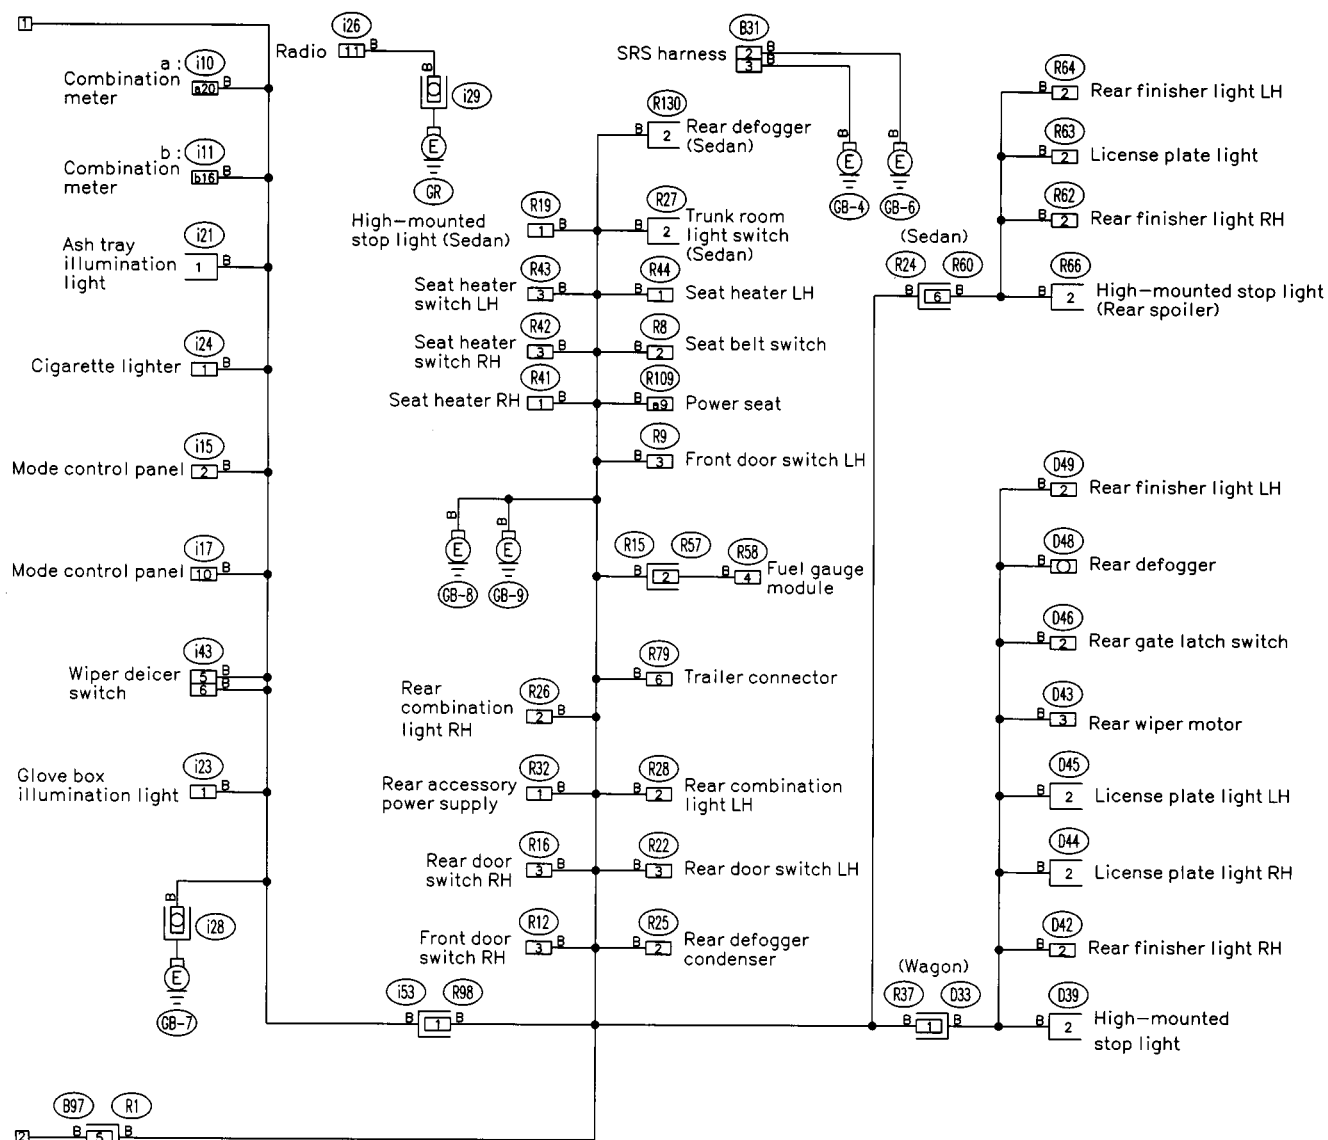 1
a : i10
Combination
meter
a20 B
b : i11
Combination
meter
b16 B
i21
Ash tray
illumination
light
1 B
i24
Cigarette lighter 1 B
i15
Mode control panel 2 B
i17
Mode control panel 10 B
i43
Wiper deicer
switch
5 B
6 B
i23
Glove box
illumination light 1 B
B
i28
E
GB-7
i26
Radio 11 B
B
i29
E
GR
B31
SRS harness
2 B
3 B
B B
E E
GB-4 GB-6
R130
B 2 Rear defogger
(Sedan)
R19
High-mounted
stop light (Sedan)
1 B
R27
B 2
Trunk room
light switch
(Sedan)
R43
Seat heater
switch LH
3 B
R44
B 1 Seat heater LH
R42
Seat heater
switch RH
3 B
R8
B 2 Seat belt switch
R41
Seat heater RH 1 B
R109
B a9 Power seat
R9
B 3 Front door switch LH
B B
E E
GB-8 GB-9
R15 R57 R58
B 2 B 4 Fuel gauge
module
R79
B 6 Trailer connector
R26
Rear
combination
light RH
2 B
R32
Rear accessory
power supply
1 B
R28
B 2 Rear combination
light LH
R16
Rear door
switch RH
3 B
R22
B 3 Rear door switch LH
R12
Front door
switch RH
3 B
R25
B 2 Rear defogger
condenser
i53 R98
B 1 B
R64
B 2 Rear finisher light LH
R63
B 2 License plate light
R62
B 2 Rear finisher light RH
(Sedan)
R24 R60
B 6 B
R66
B 2 High-mounted stop light
(Rear spoiler)
D49
B 2 Rear finisher light LH
D48
B Rear defogger
D46
B 2 Rear gate latch switch
D43
B 3 Rear wiper motor
D45
B 2 License plate light LH
D44
B 2 License plate light RH
D42
B 2 Rear finisher light RH
(Wagon)
R37 D33
B 1 B
D39
B 2 High-mounted
stop light
B97 R1
2 B 5 B